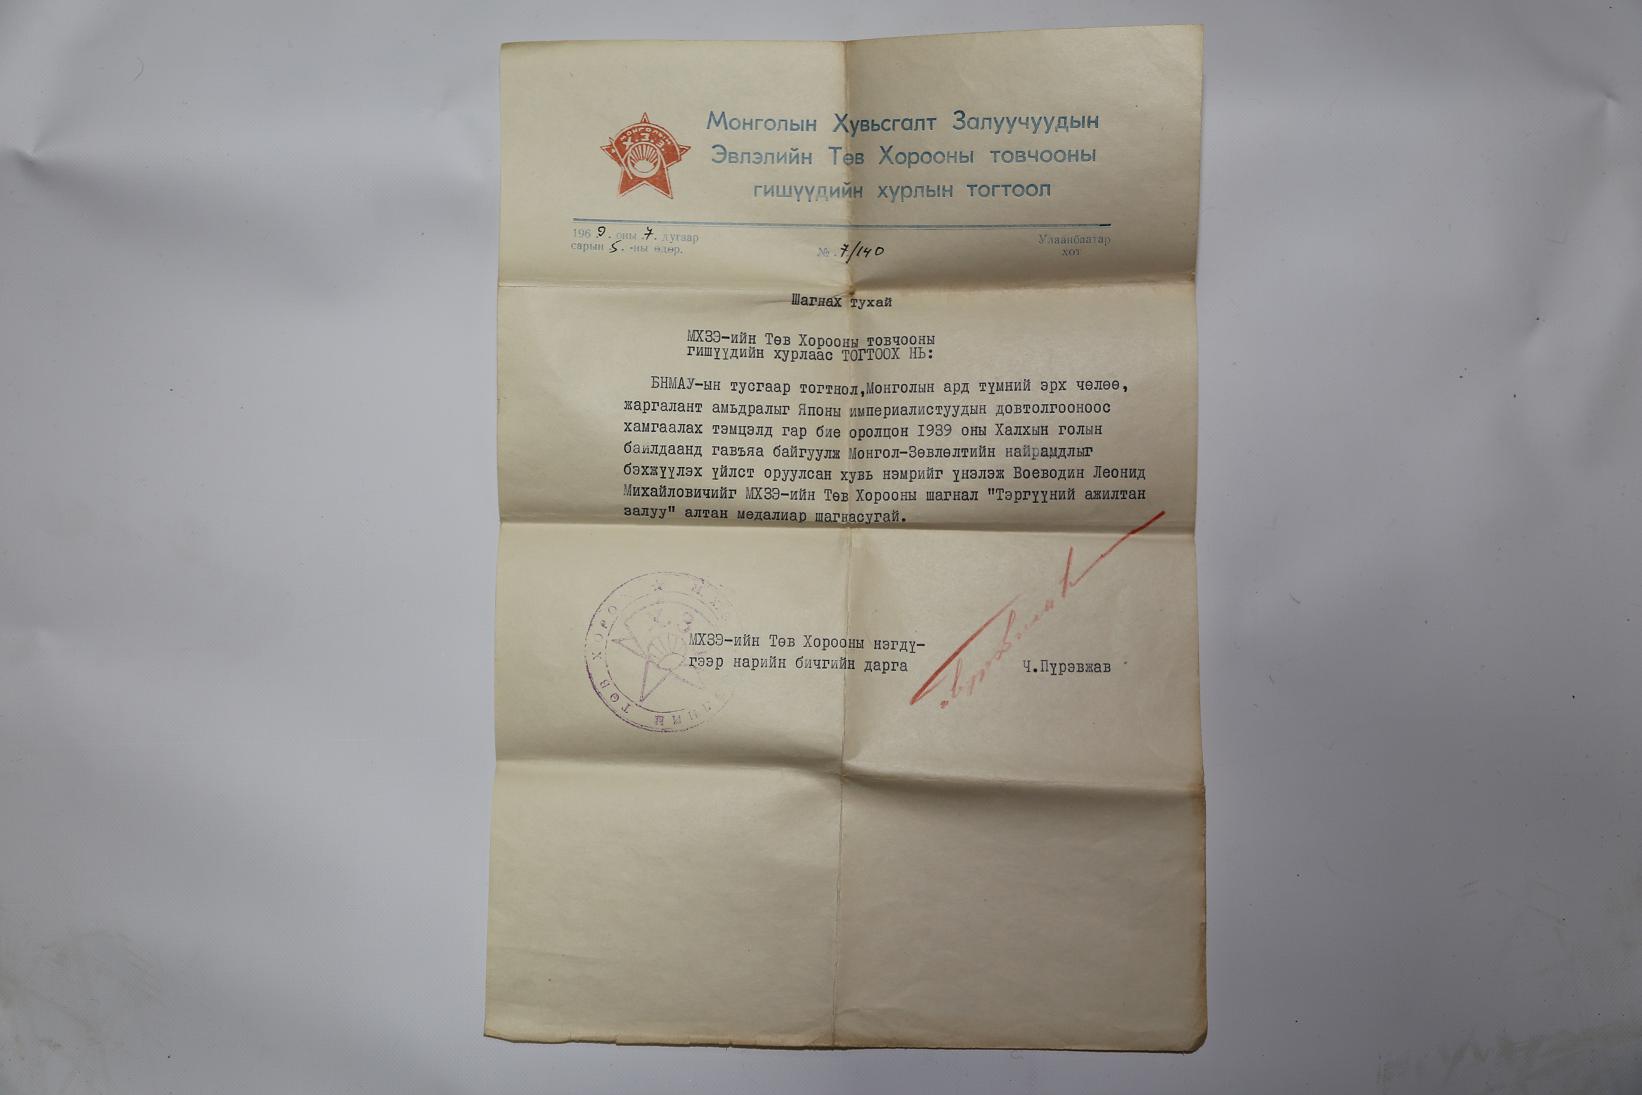 МОНГОЛЫН
Х.З.Э.
Монголын Хувьсгалт Залуучуудын
Эвлэлийн Төв Хорооны товчооны
гишүүдийн хурлын тогтоол
1969. оны .7. дугаар
сарын 5. -ны өдөр.
№ .7/140
Улаанбаатар
хот
Шагнах тухай
МХЗЭ-ийн Төв Хорооны товчооны
гишүүдийн хурлаас ТОГТООХ НЬ:
БНМАУ-ын тусгаар тогтнол,Монголын ард түмний эрх чөлөө,
жаргалант амьдралыг Японы империалистуудын довтолгооноос
хамгаалах тэмцэлд гар бие оролцон 1939 оны Халхын голын
байлдаанд гавъяа байгуулж Монгол-Зөвлөлтийн найрамдлыг
бэхжүүлэх үйлст оруулсан хувь нэмрийг үнэлэж Воеводин Леонид
Михайловичийг МХЗЭ-ийн Төв Хорооны шагнал "Тэргүүний ажилтан
залуу" алтан медалиар шагнасугай.
МХЗЭ-ийн Төв Хорооны нэгдү-
гээр нарийн бичгийн дарга
Ч.Пүрэвжав
ТӨВ ХОРОО
Х.З